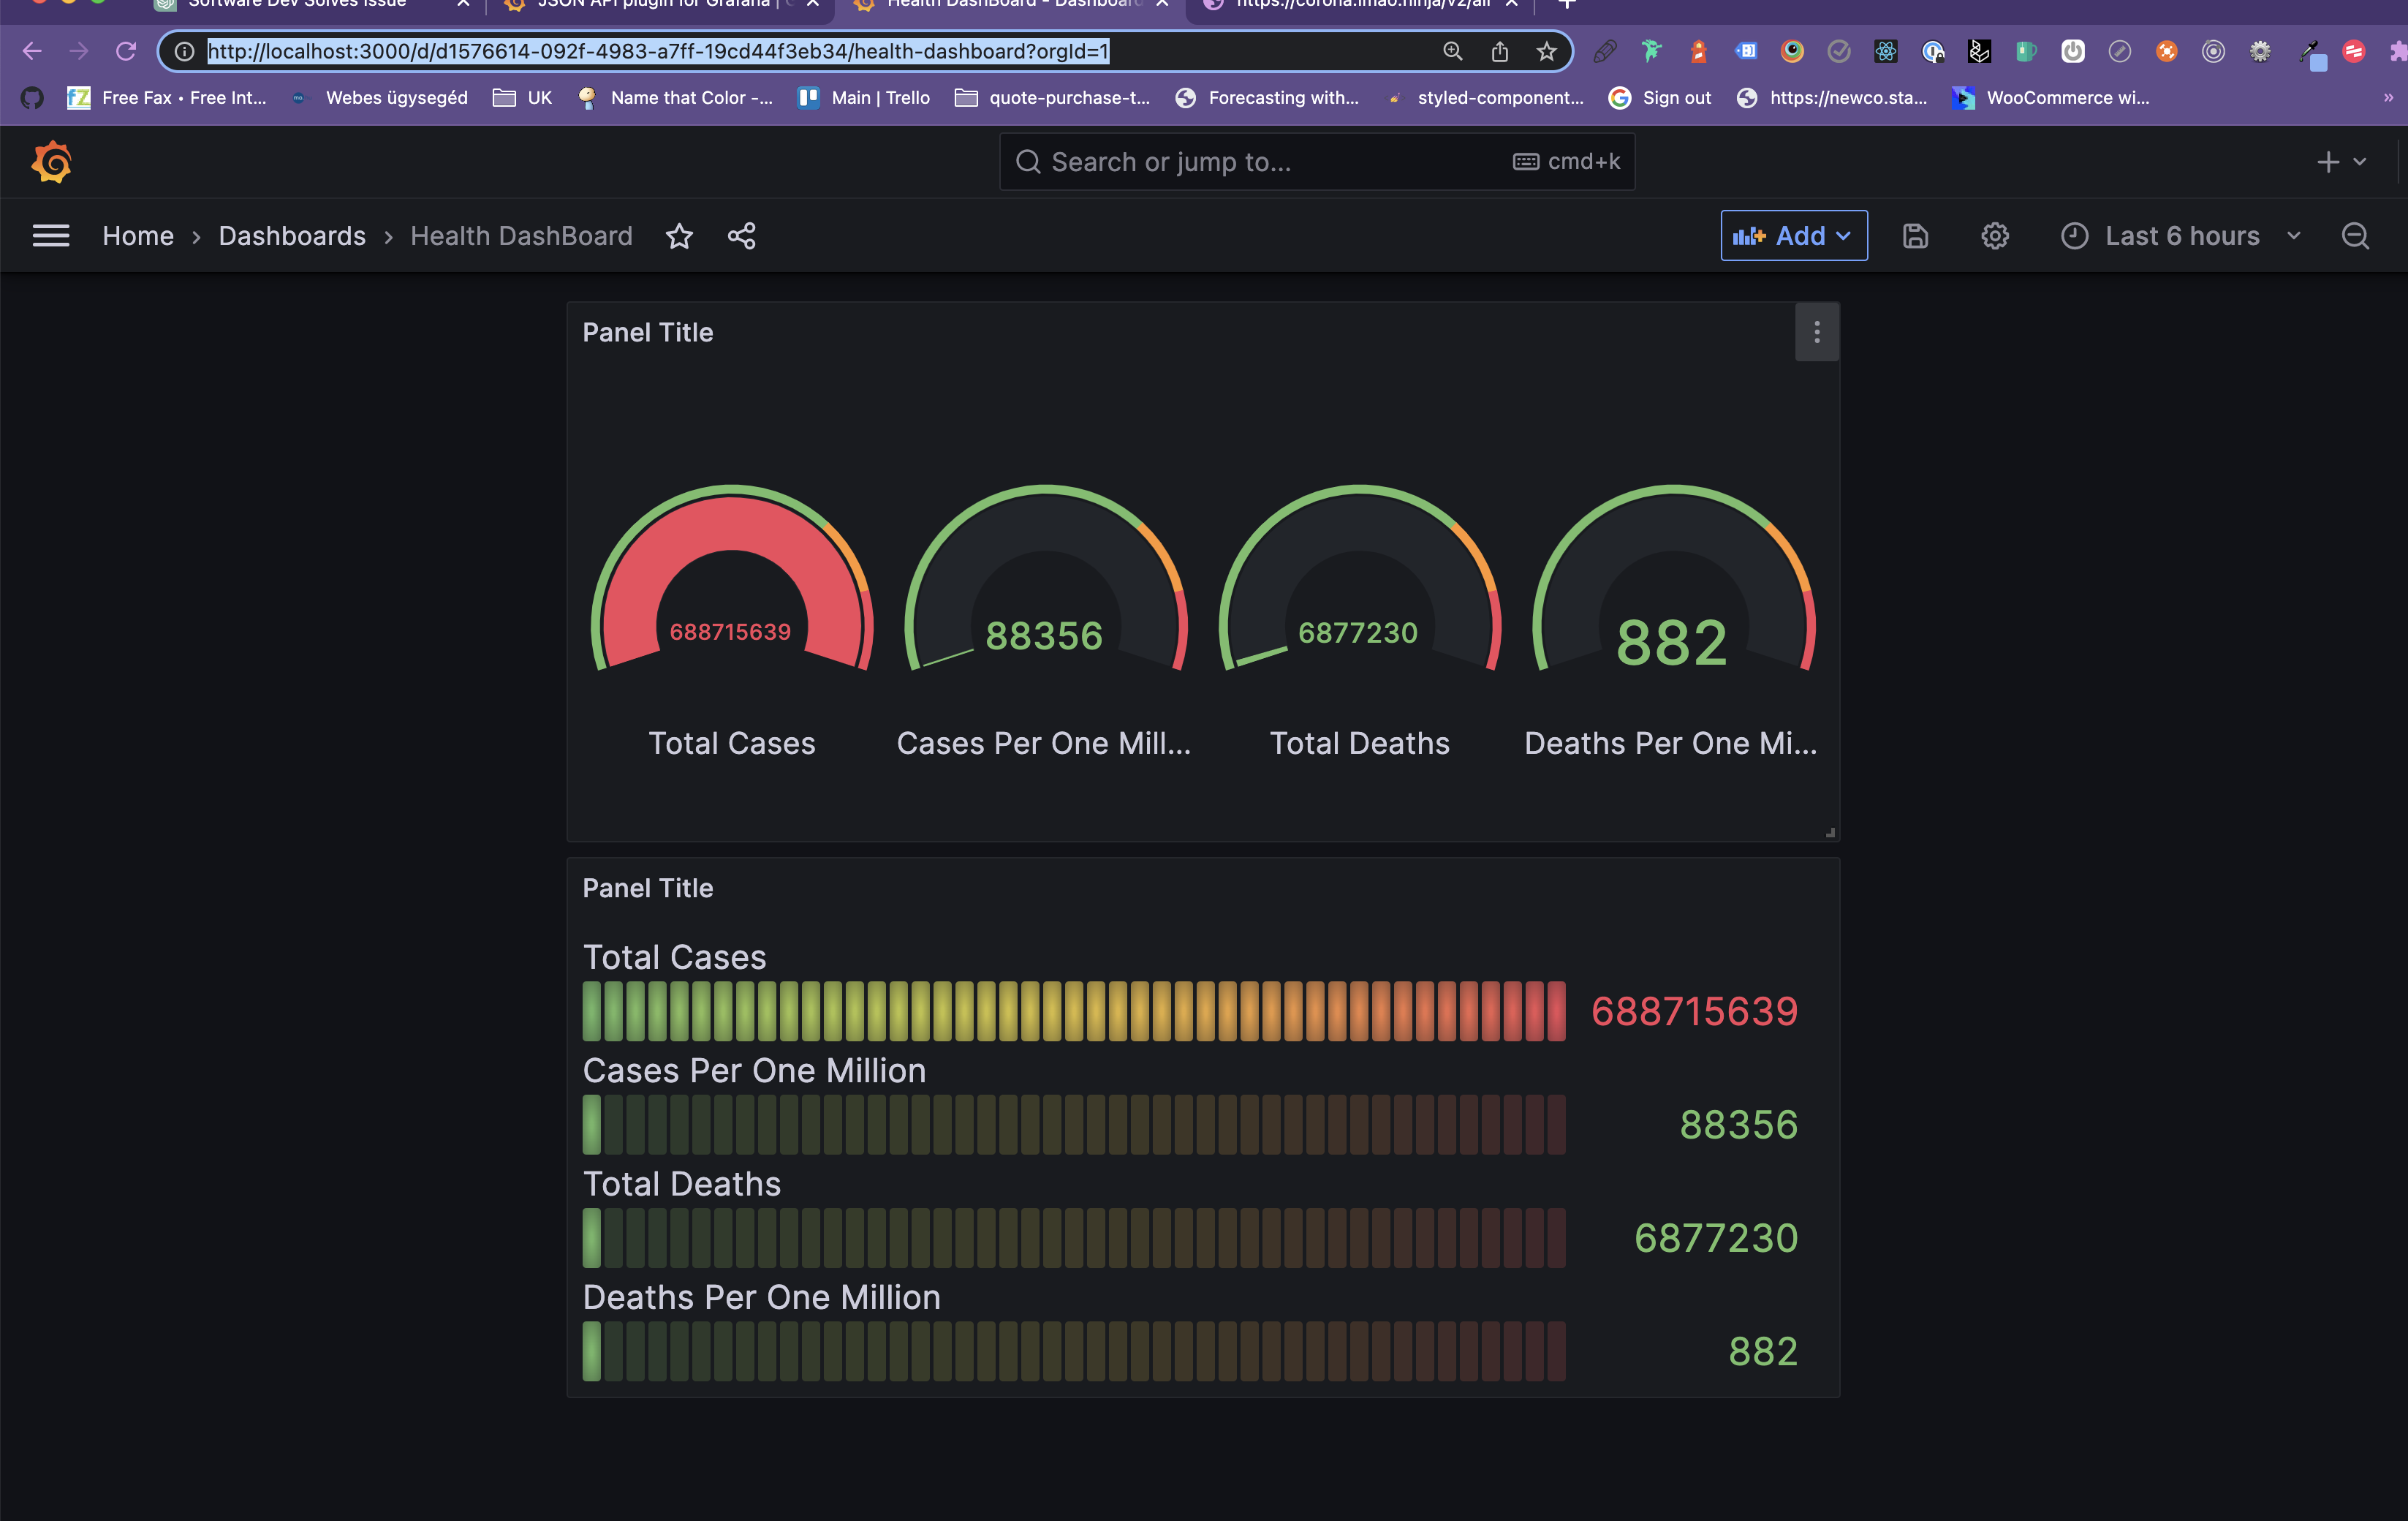 Software Dev Solves Issue
JSON API plugin for Grafana |
Health DashBoard - Dashboard
https://corona.lmao.ninja/v2/all
http://localhost:3000/d/d1576614-092f-4983-a7ff-19cd44f3eb34/health-dashboard?orgId=1
Free Fax • Free Int...
Webes ügysegéd
UK
Name that Color -...
Main | Trello
quote-purchase-t...
Forecasting with...
styled-component...
Sign out
https://newco.sta...
WooCommerce wi...
»
Search or jump to...
cmd+k
Home › Dashboards › Health DashBoard
Add
Last 6 hours
Panel Title
688715639
88356
6877230
882
Total Cases
Cases Per One Mill...
Total Deaths
Deaths Per One Mi...
Panel Title
Total Cases
688715639
Cases Per One Million
88356
Total Deaths
6877230
Deaths Per One Million
882